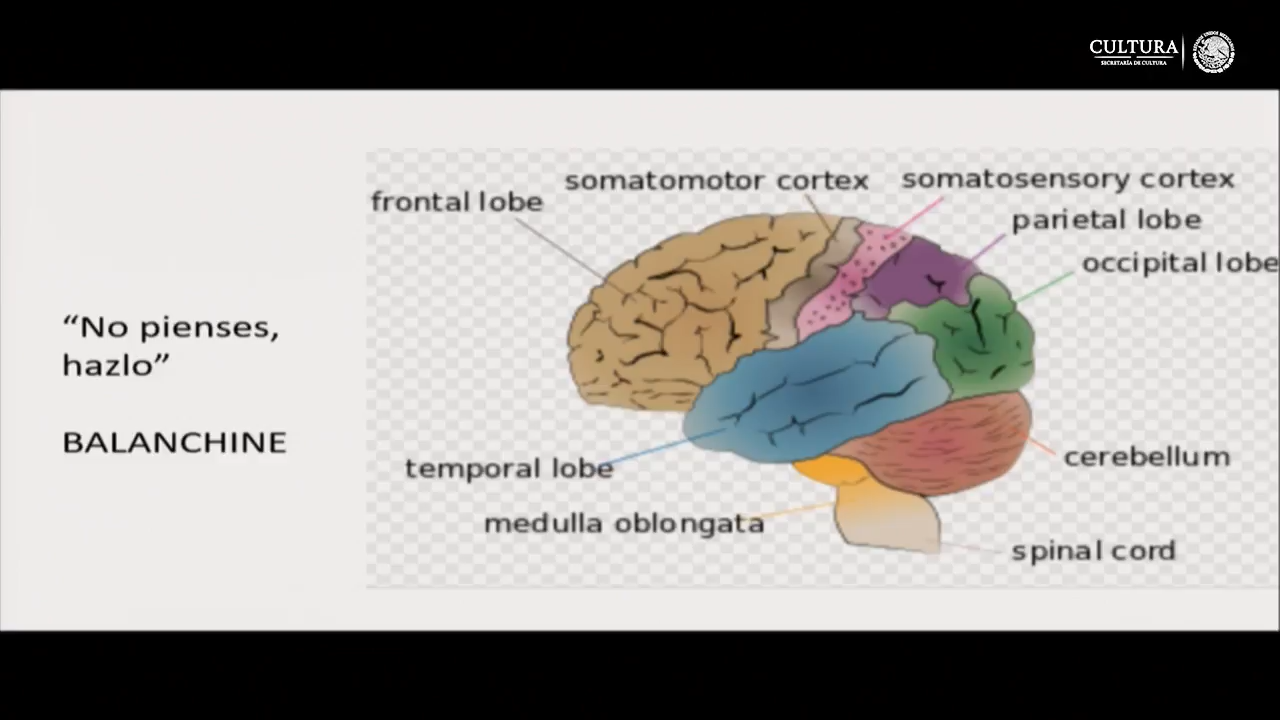 CULTURA
SECRETARÍA DE CULTURA
“No pienses,
hazlo”
BALANCHINE
frontal lobe
somatomotor cortex
somatosensory cortex
parietal lobe
occipital lobe
temporal lobe
medulla oblongata
cerebellum
spinal cord